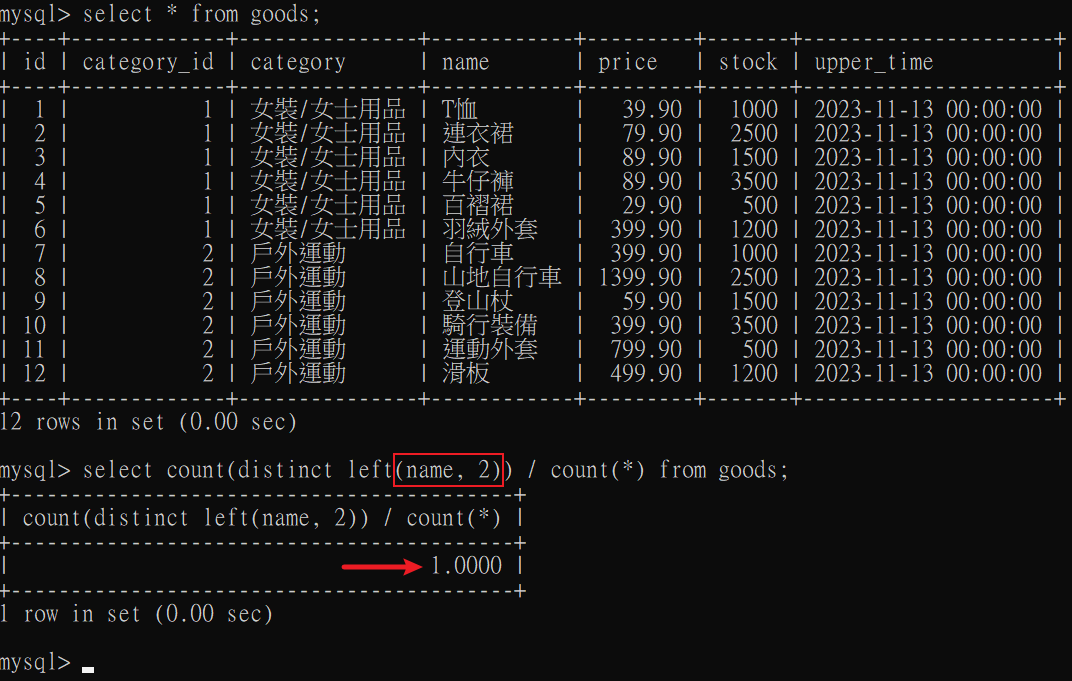 mysql> select * from goods;
+----+-------------+---------------+------------+---------+-------+---------------------+
| id | category_id | category | name | price | stock | upper_time |
+----+-------------+---------------+------------+---------+-------+---------------------+
| 1 | 1 | 女裝/女士用品 | T恤 | 39.90 | 1000 | 2023-11-13 00:00:00 |
| 2 | 1 | 女裝/女士用品 | 連衣裙 | 79.90 | 2500 | 2023-11-13 00:00:00 |
| 3 | 1 | 女裝/女士用品 | 內衣 | 89.90 | 1500 | 2023-11-13 00:00:00 |
| 4 | 1 | 女裝/女士用品 | 牛仔褲 | 89.90 | 3500 | 2023-11-13 00:00:00 |
| 5 | 1 | 女裝/女士用品 | 百褶裙 | 29.90 | 500 | 2023-11-13 00:00:00 |
| 6 | 1 | 女裝/女士用品 | 羽絨外套 | 399.90 | 1200 | 2023-11-13 00:00:00 |
| 7 | 2 | 戶外運動 | 自行車 | 399.90 | 1000 | 2023-11-13 00:00:00 |
| 8 | 2 | 戶外運動 | 山地自行車 | 1399.90 | 2500 | 2023-11-13 00:00:00 |
| 9 | 2 | 戶外運動 | 登山杖 | 59.90 | 1500 | 2023-11-13 00:00:00 |
| 10 | 2 | 戶外運動 | 騎行裝備 | 399.90 | 3500 | 2023-11-13 00:00:00 |
| 11 | 2 | 戶外運動 | 運動外套 | 799.90 | 500 | 2023-11-13 00:00:00 |
| 12 | 2 | 戶外運動 | 滑板 | 499.90 | 1200 | 2023-11-13 00:00:00 |
+----+-------------+---------------+------------+---------+-------+---------------------+
12 rows in set (0.00 sec)
mysql> select count(distinct left(name, 2)) / count(*) from goods;
+------------------------------------------+
| count(distinct left(name, 2)) / count(*) |
+------------------------------------------+
| 1.0000 |
+------------------------------------------+
1 row in set (0.00 sec)
mysql>